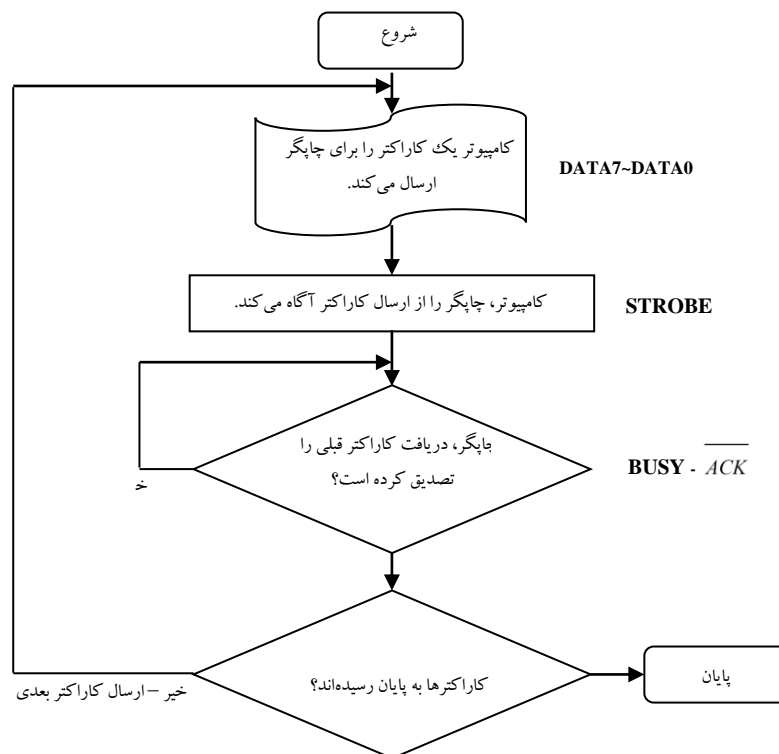 شروع
کامپیوتر یک کاراکتر را برای چاپگر
ارسال می‌کند.
DATA7~DATA0
کامپیوتر، چاپگر را از ارسال کاراکتر آگاه می‌کند.
STROBE
چاپگر، دریافت کاراکتر قبلی را
تصدیق کرده است؟
BUSY - \overline{ACK}
خ
کاراکترها به پایان رسیده‌اند؟
پایان
خیر – ارسال کاراکتر بعدی